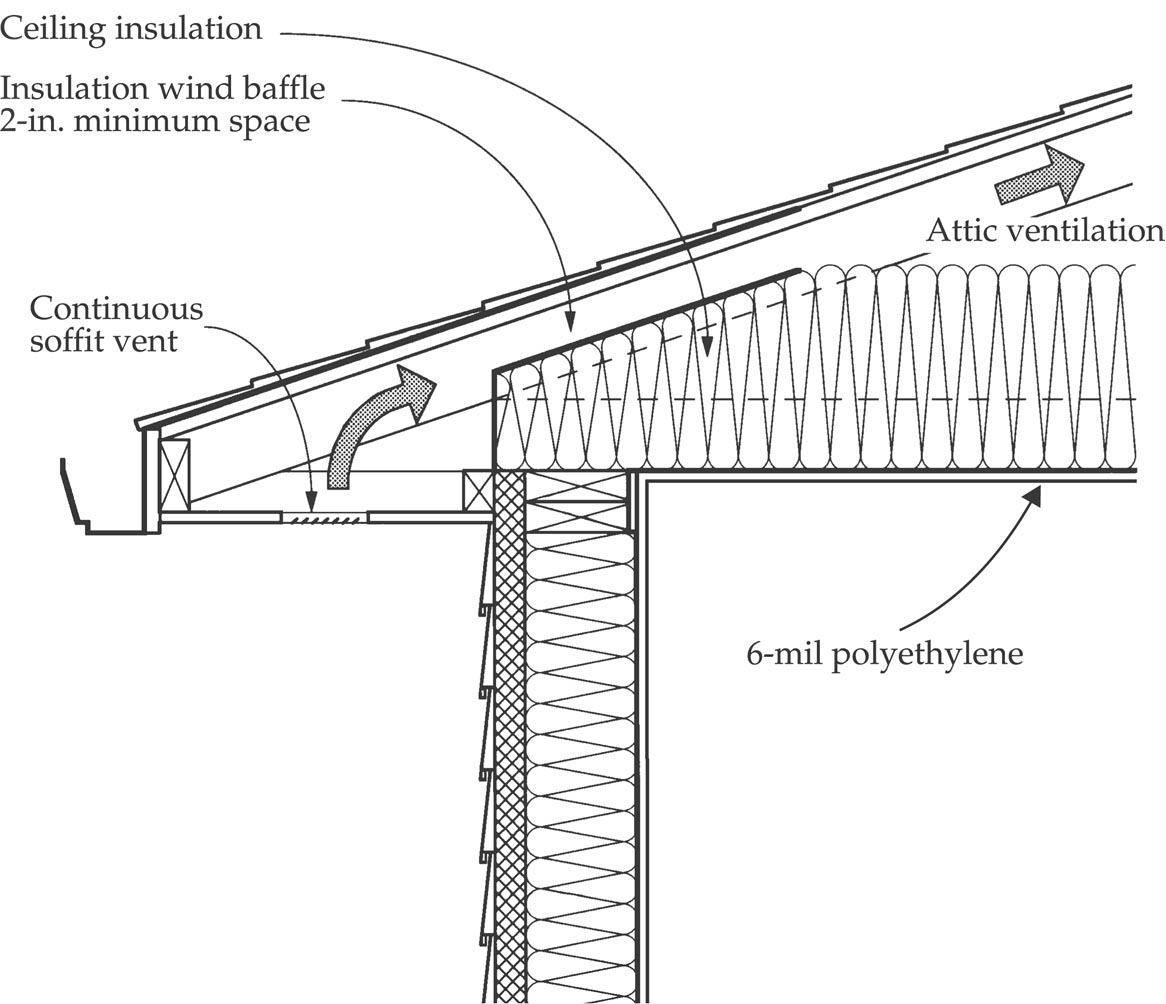 Ceiling insulation
Insulation wind baffle
2-in. minimum space
Attic ventilation
Continuous
soffit vent
6-mil polyethylene